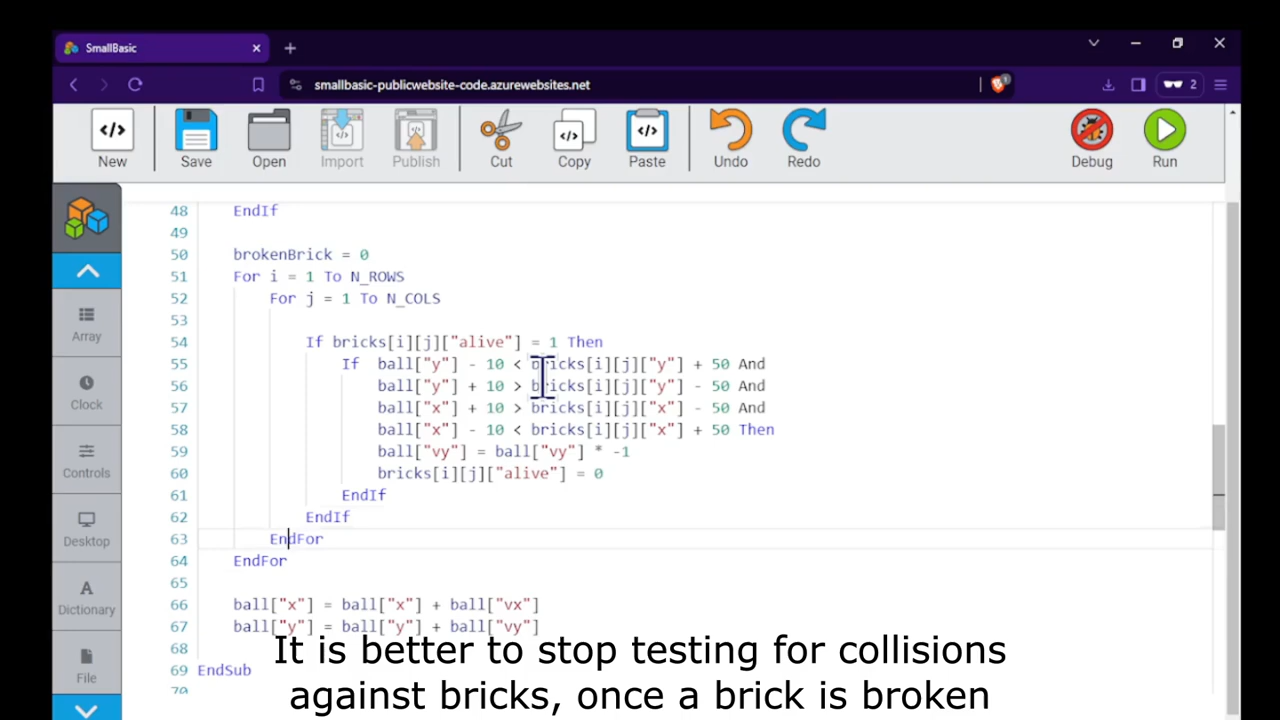 SmallBasic
smallbasic-publicwebsite-code.azurewebsites.net
1
2
New
Save
Open
Import
Publish
Cut
Copy
Paste
Undo
Redo
Debug
Run
Array
Clock
Controls
Desktop
Dictionary
File
48 EndIf
49
50 brokenBrick = 0
51 For i = 1 To N_ROWS
52 For j = 1 To N_COLS
53
54 If bricks[i][j]["alive"] = 1 Then
55 If ball["y"] - 10 < bricks[i][j]["y"] + 50 And
56 ball["y"] + 10 > bricks[i][j]["y"] - 50 And
57 ball["x"] + 10 > bricks[i][j]["x"] - 50 And
58 ball["x"] - 10 < bricks[i][j]["x"] + 50 Then
59 ball["vy"] = ball["vy"] * -1
60 bricks[i][j]["alive"] = 0
61 EndIf
62 EndIf
63 EndFor
64 EndFor
65
66 ball["x"] = ball["x"] + ball["vx"]
67 ball["y"] = ball["y"] + ball["vy"]
68
69 EndSub
70
It is better to stop testing for collisions
against bricks, once a brick is broken